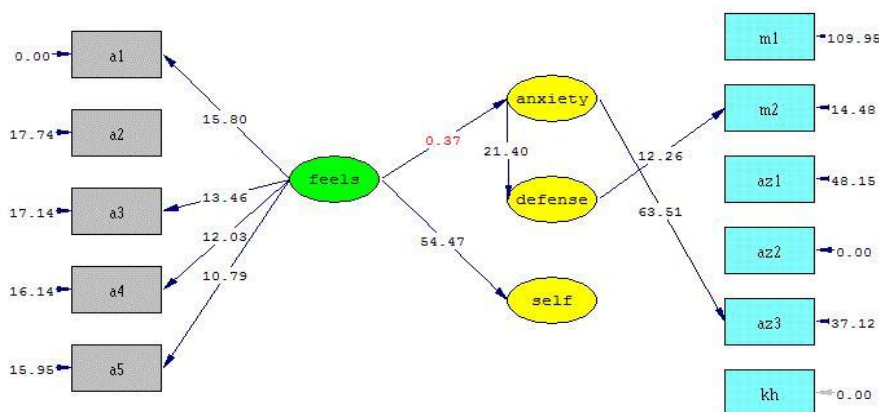 0.00 a1
17.74 a2
17.14 a3
16.14 a4
15.95 a5
15.80
13.46
12.03
10.79
feels
0.37
54.47
anxiety
21.40
defense
self
12.26
63.51
m1 109.95
m2 14.48
az1 48.15
az2 0.00
az3 37.12
kh 0.00